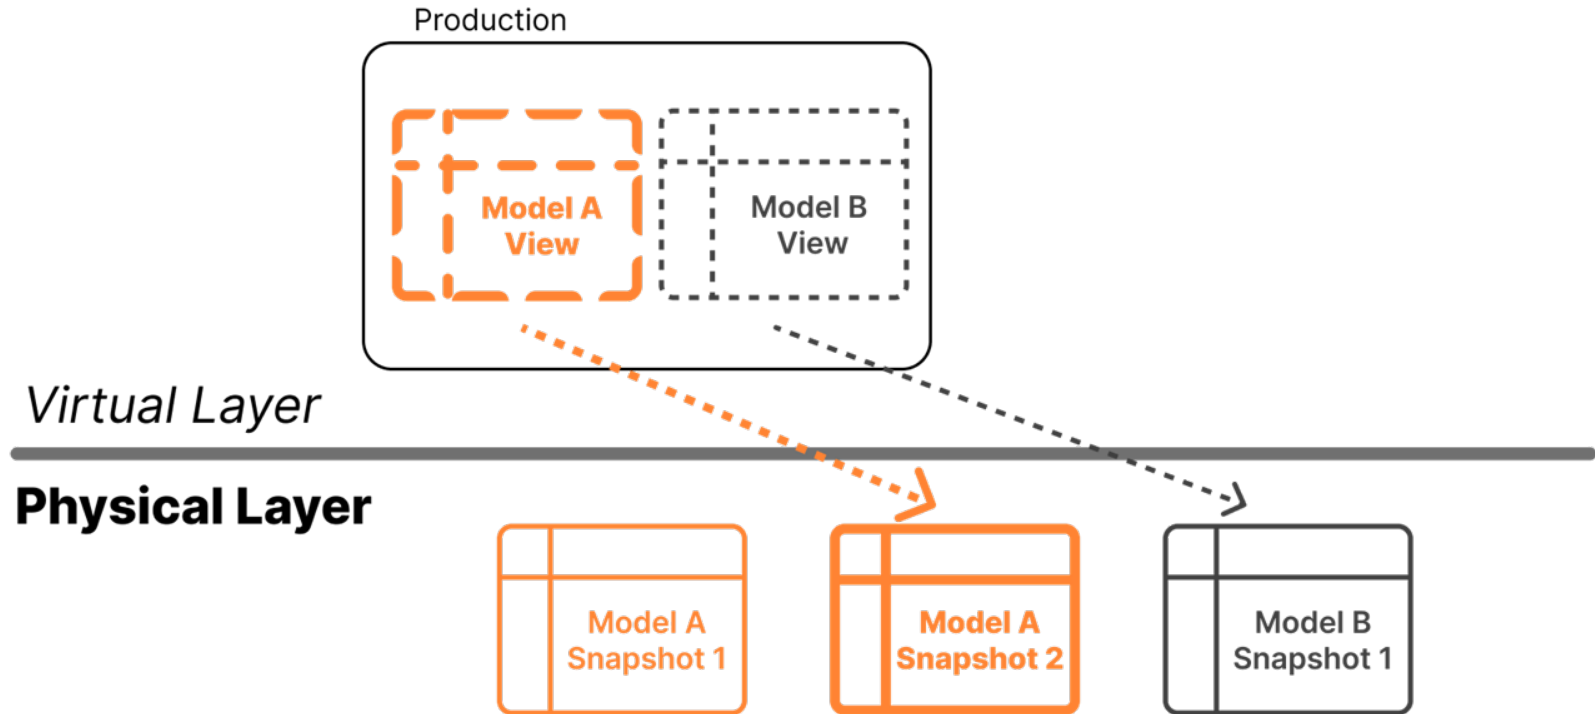 Production
Model A
View
Model B
View
Virtual Layer
Physical Layer
Model A
Snapshot 1
Model A
Snapshot 2
Model B
Snapshot 1